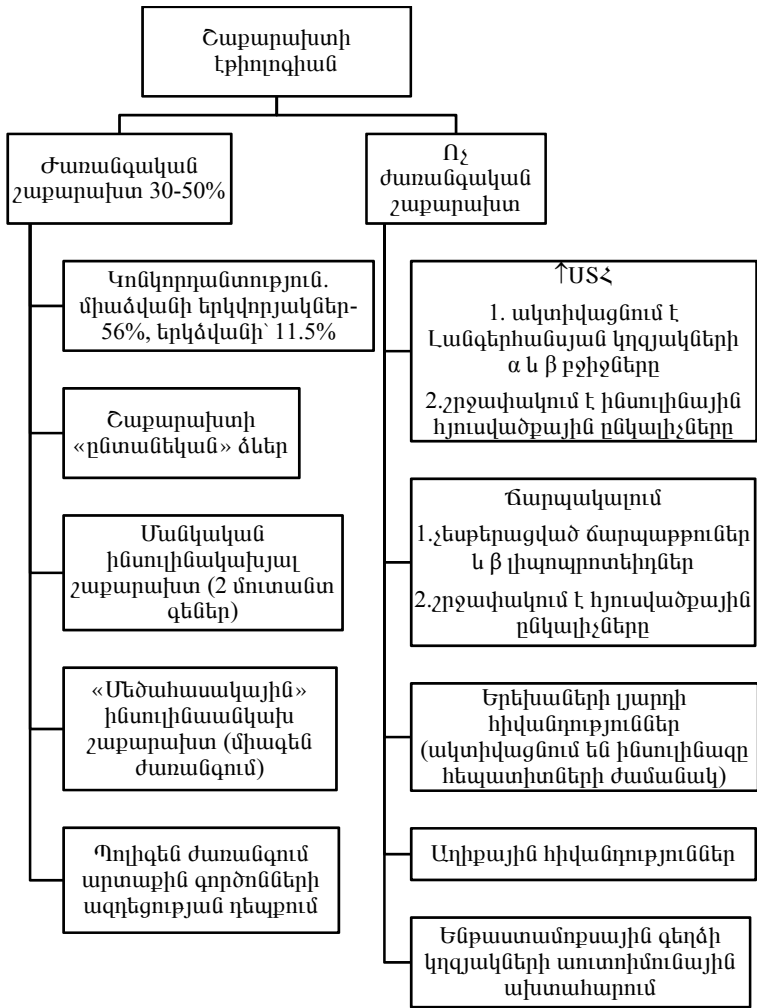 Շաքարախտի
էթիոլոգիան
Ժառանգական
շաքարախտ 30-50%
Կոնկորդանտություն.
միաձվանի երկվորյակներ-
56%, երկձվանի՝ 11.5%
Շաքարախտի
«ընտանեկան» ձևեր
Մանկական
ինսուլինակախյալ
շաքարախտ (2 մուտանտ
գեներ)
«Մեծահասակային»
ինսուլինաանկախ
շաքարախտ (միագեն
ժառանգում)
Պոլիգեն ժառանգում
արտաքին գործոնների
ազդեցության դեպքում
Ոչ
ժառանգական
շաքարախտ
↑ՍՏՀ
1. ակտիվացնում է
Լանգերհանսյան կղզյակների
α և β բջիջները
2.շրջափակում է ինսուլինային
հյուսվածքային ընկալիչները
Ճարպակալում
1.չեսթերացված ճարպաթթուներ
և β լիպոպրոտեիդներ
2.շրջափակում է հյուսվածքային
ընկալիչները
Երեխաների լյարդի
հիվանդություններ
(ակտիվացնում են ինսուլինազը
հեպատիտների ժամանակ)
Աղիքային հիվանդություններ
Ենթաստամոքսային գեղձի
կղզյակների աուտոիմունային
ախտահարում